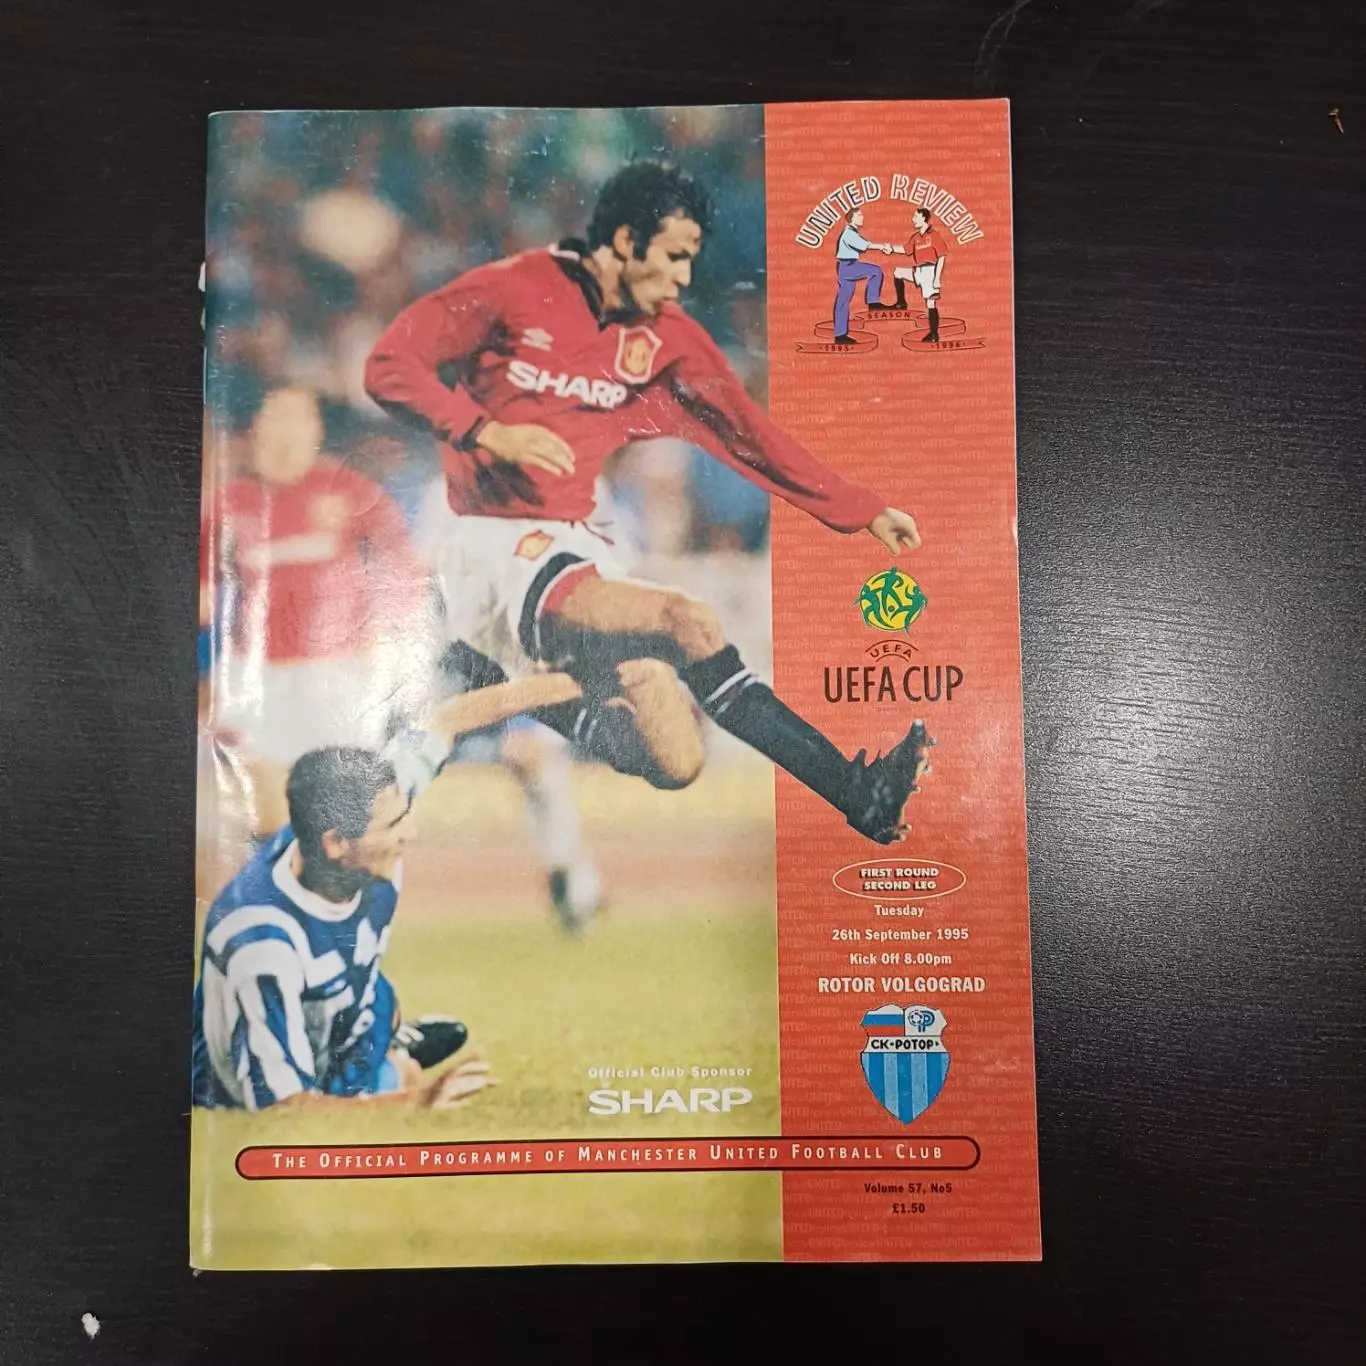 UNITED REVIEW
SEASON
1995
1996
SHARP
UEFA
UEFA CUP
FIRST ROUND
SECOND LEG
Tuesday
26th September 1995
Kick Off 8.00pm
ROTOR VOLGOGRAD
СК-РОТОР
Official Club Sponsor
SHARP
THE OFFICIAL PROGRAMME OF MANCHESTER UNITED FOOTBALL CLUB
Volume 57, No5
£1.50